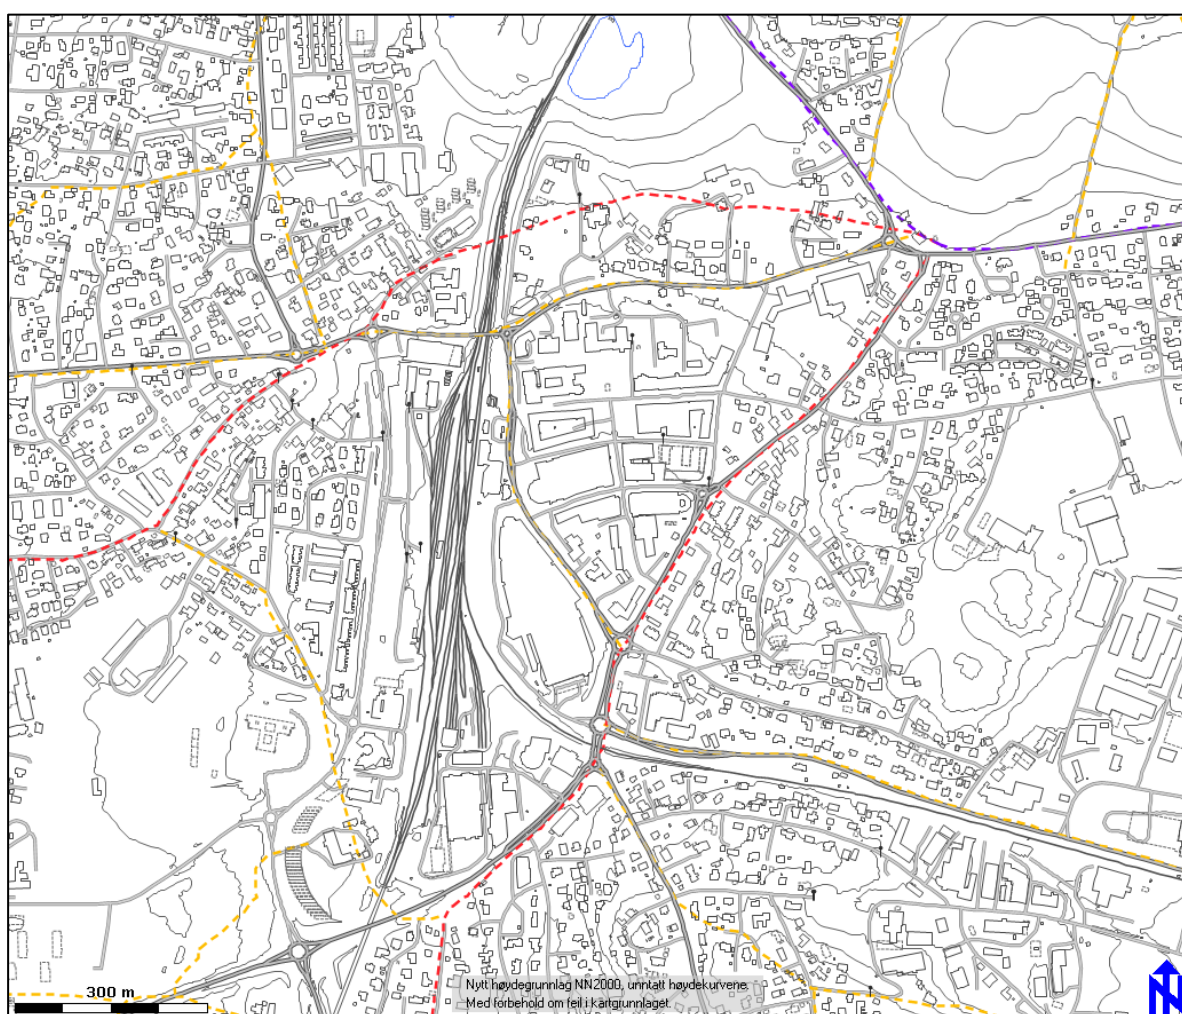 300 m
Nytt høydegrunnlag NN2000, unntatt høydekurvene.
Med forbehold om feil i kartgrunnlaget.
N